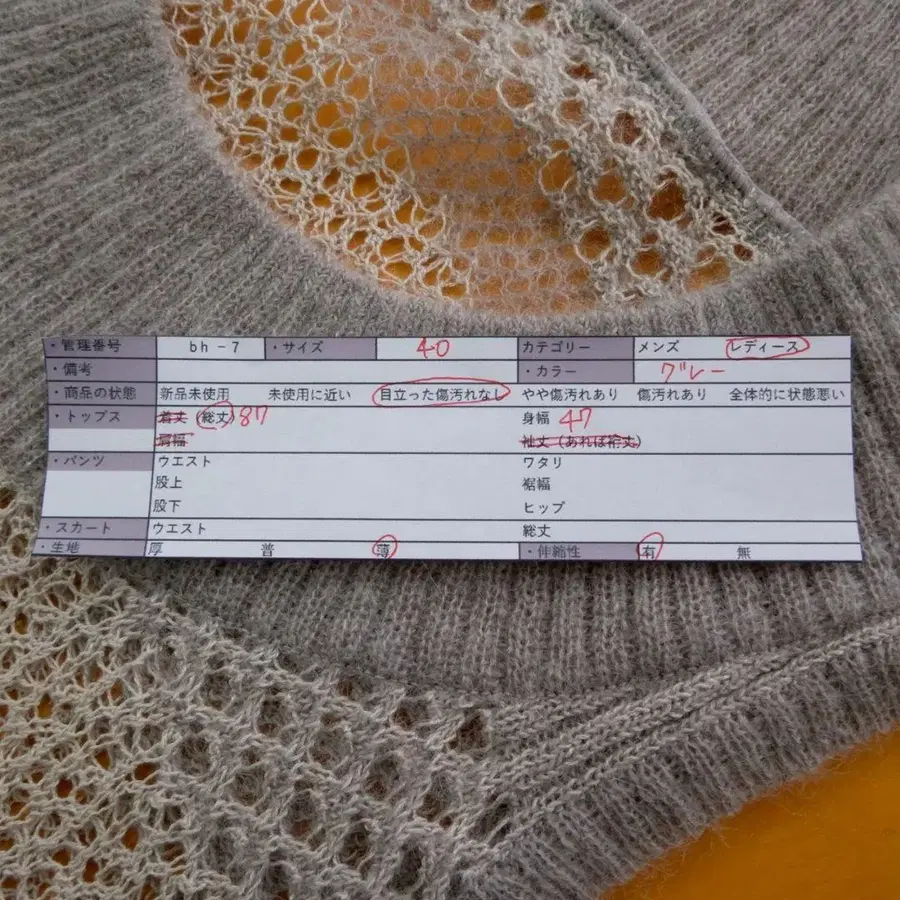 ・管理番号 bh-7 ・サイズ 40 カテゴリー メンズ レディース
・備考 ・カラー グレー
・商品の状態 新品未使用 未使用に近い 目立った傷汚れなし やや傷汚れあり 傷汚れあり 全体的に状態悪い
・トップス 着丈 (総丈) 87 身幅 47
肩幅 袖丈 (あれば裄丈)
・パンツ ウエスト ワタリ
股上 裾幅
股下 ヒップ
・スカート ウエスト 総丈
・生地 厚 普 薄 ・伸縮性 有 無